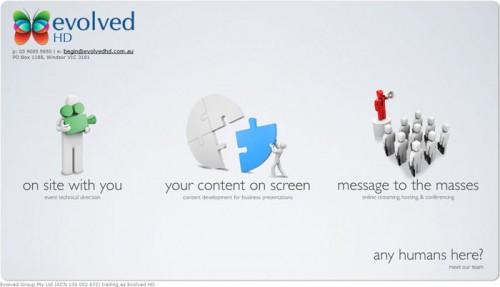 evolved
HD
p: 03 9005 5650 | e: begin@evolvedhd.com.au
PO Box 1188, Windsor VIC 3181
on site with you
event technical direction
your content on screen
content development for business presentations
message to the masses
online streaming, hosting, & conferencing
any humans here?
meet our team
Evolved Group Pty Ltd (ACN 134 052 672) trading as Evolved HD